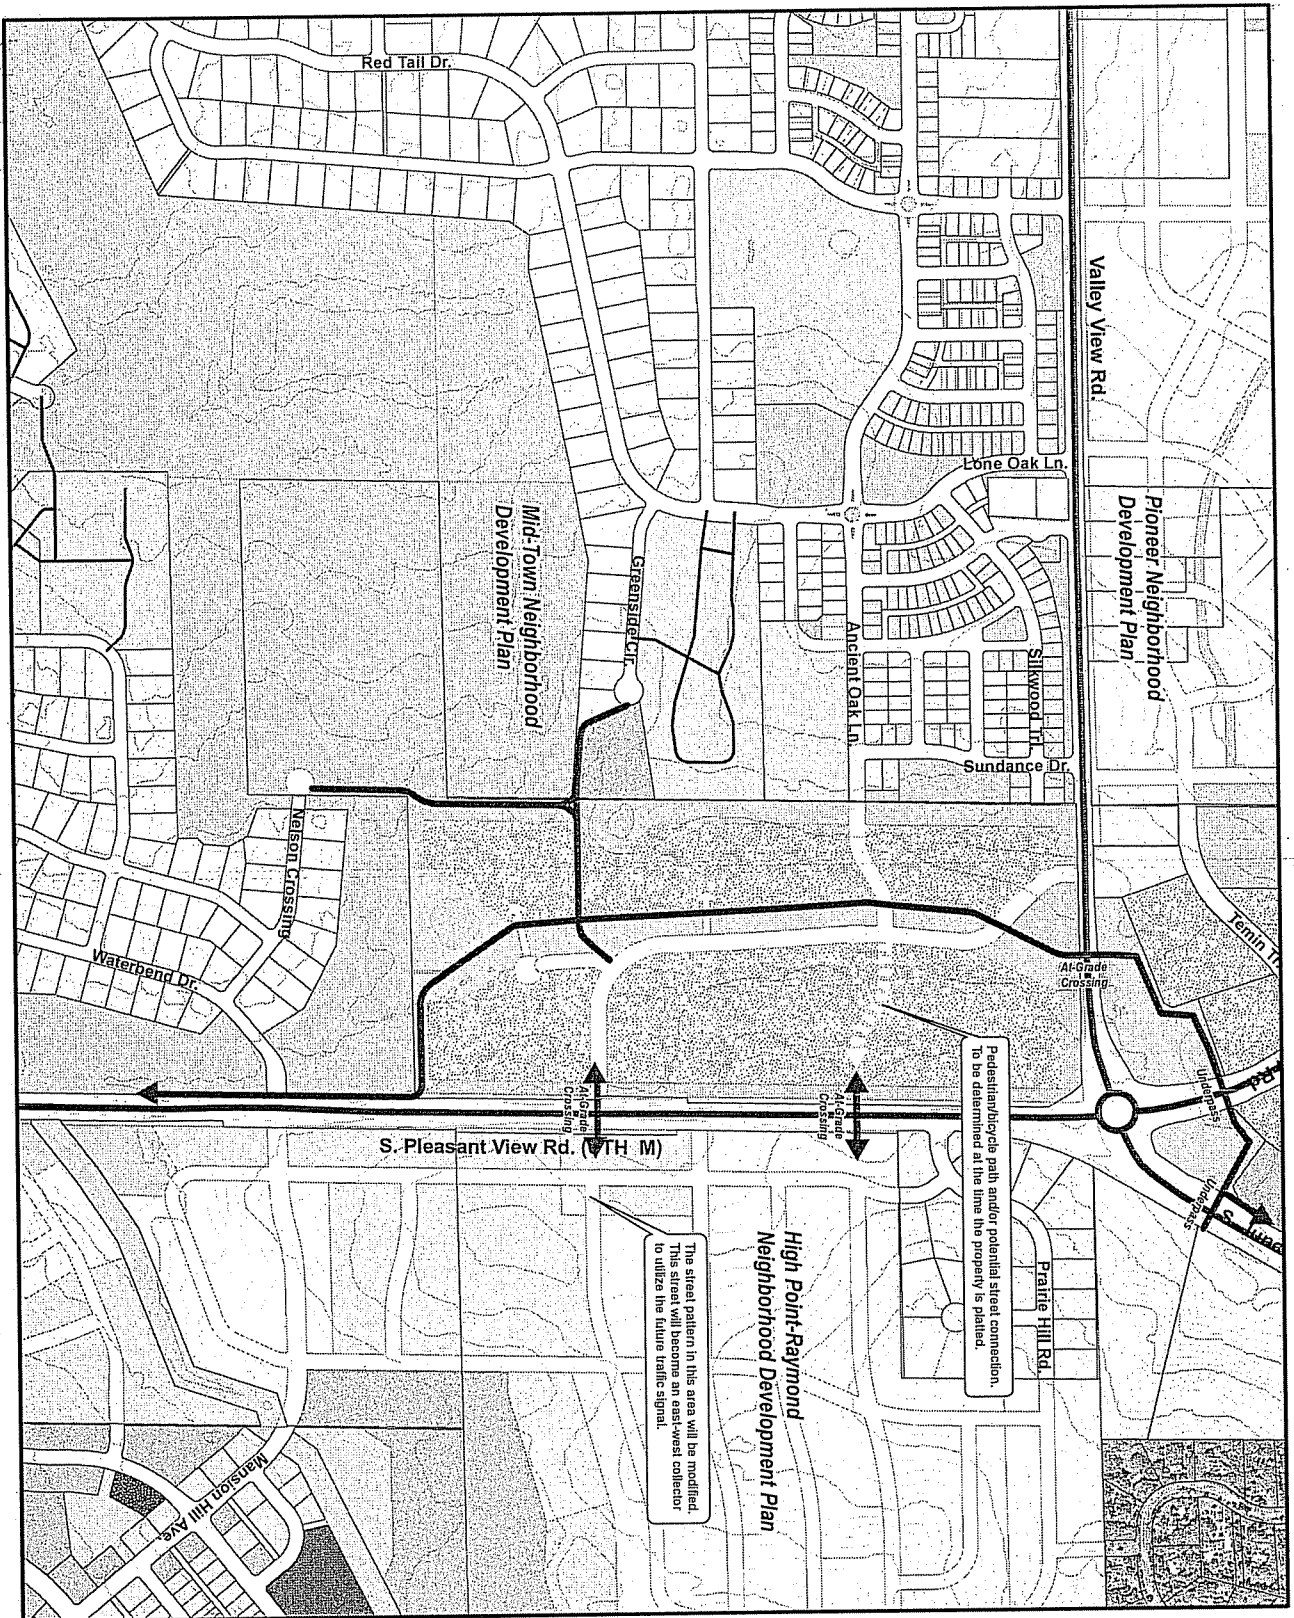 Red Tail Dr.
Valley View Rd.
Lone Oak Ln.
Pioneer Neighborhood
Development Plan
Mid-Town Neighborhood
Development Plan
Greenside Cir.
Ancient Oak Ln.
Silkwood Trl.
Sundance Dr.
Nelson Crossing
Waterbend Dr.
Temin Tr.
At-Grade
Crossing
Pedestrian/bicycle path and/or potential street connection.
To be determined at the time the property is platted.
Underpass
Rd
Underpass
At-Grade
Crossing
At-Grade
Crossing
S. Pleasant View Rd. (CTH M)
High Point-Raymond
Neighborhood Development Plan
Prairie Hill Rd.
The street pattern in this area will be modified.
This street will become an east-west collector
to utilize the future traffic signal.
Mansion Hill Ave.